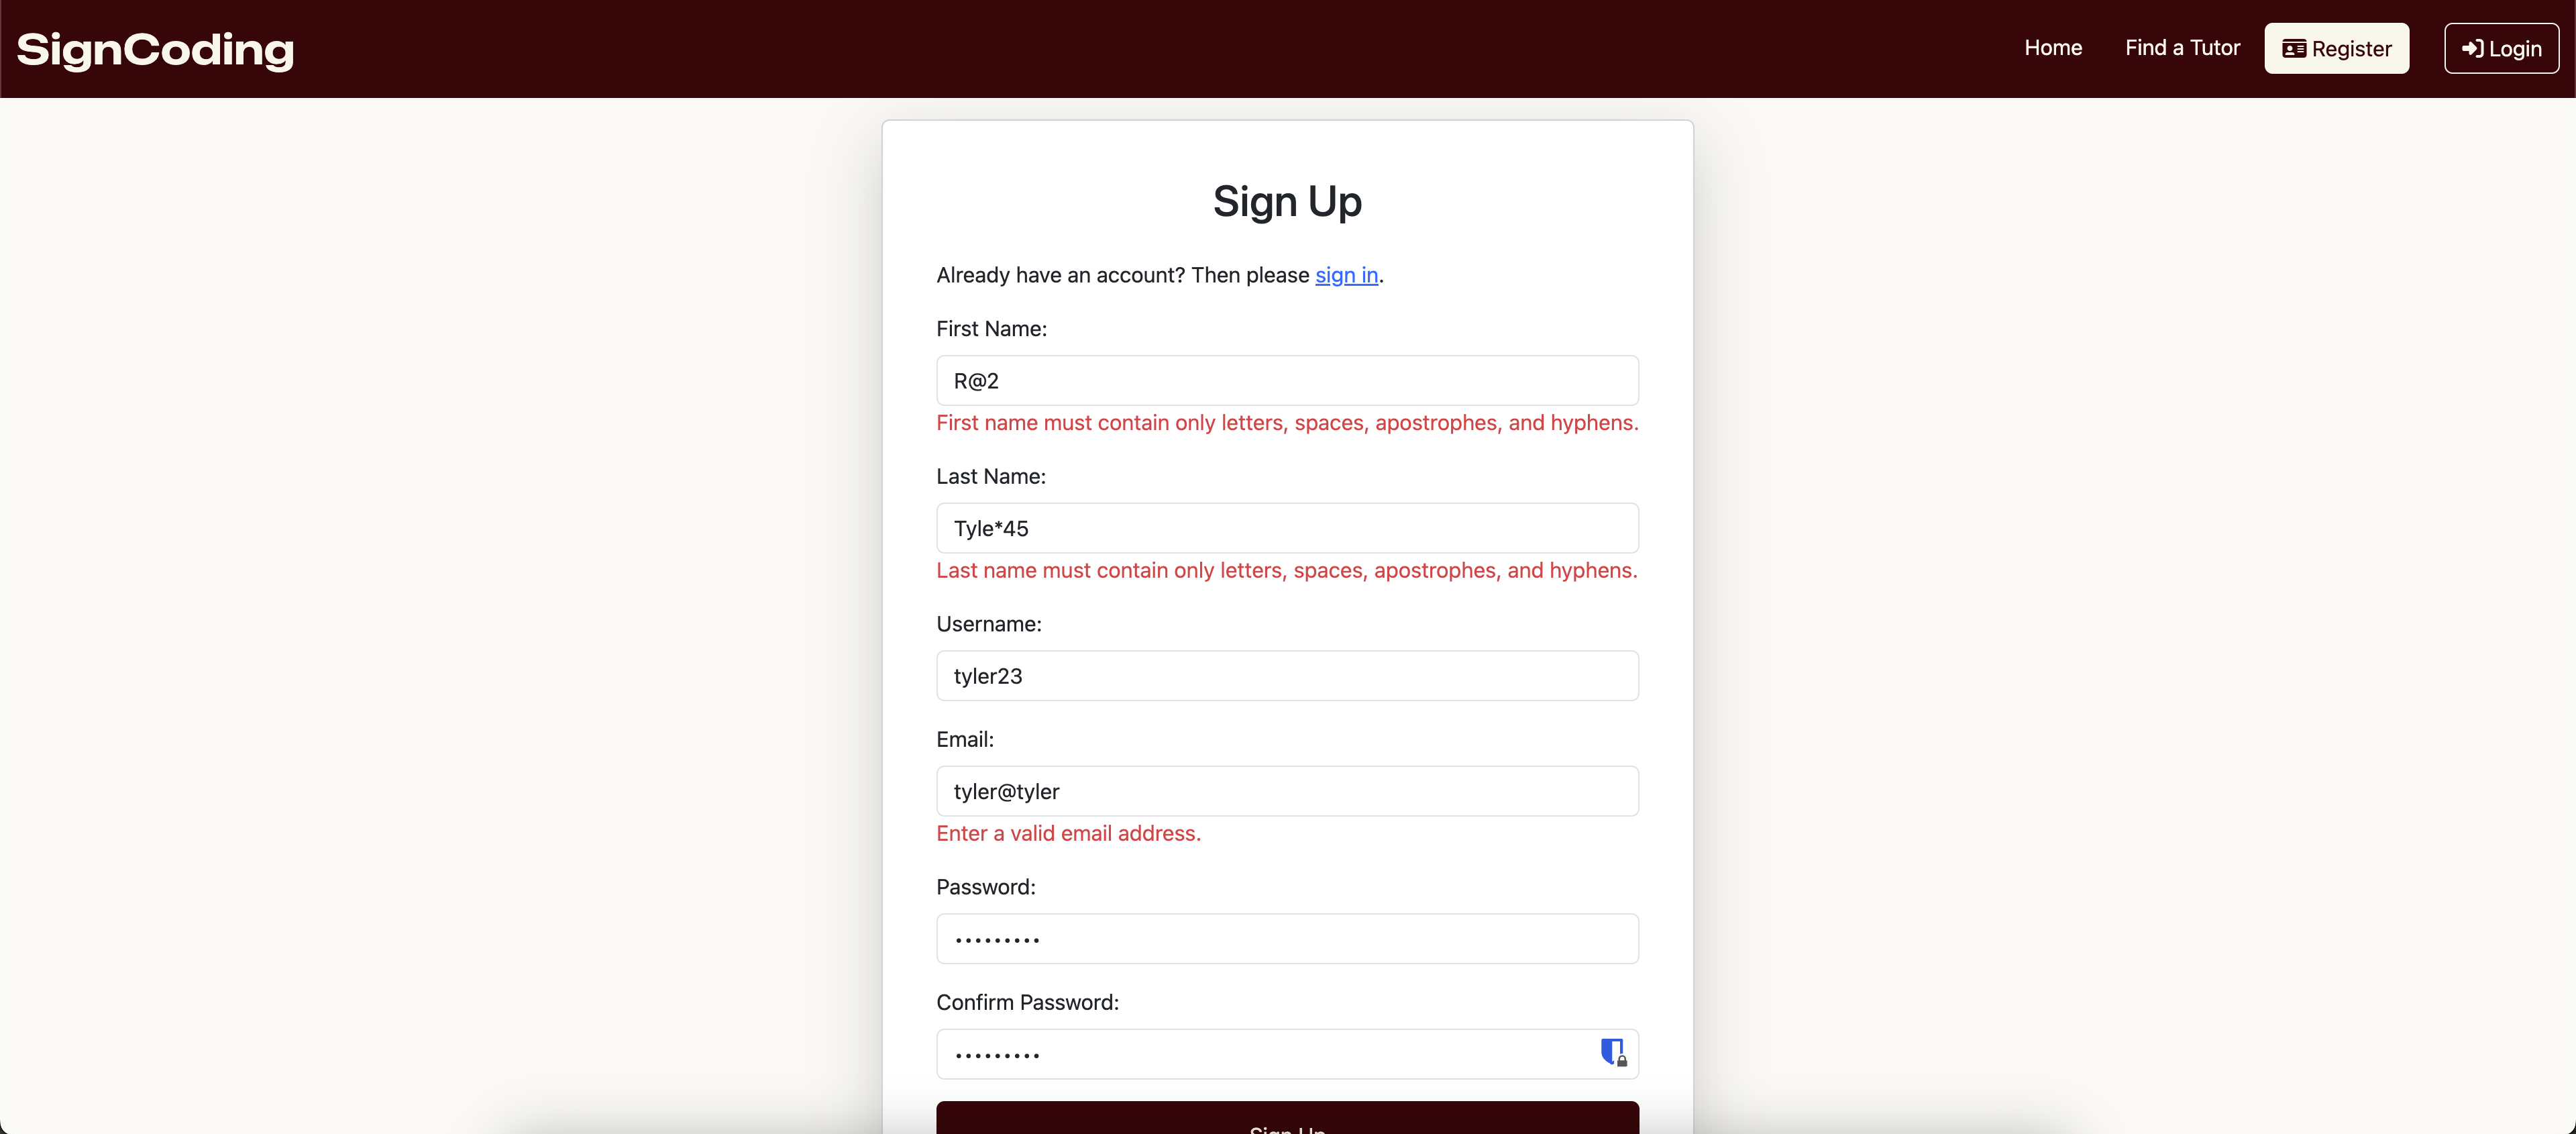 SignCoding
Home
Find a Tutor
Register
Login
Sign Up
Already have an account? Then please sign in.
First Name:
R@2
First name must contain only letters, spaces, apostrophes, and hyphens.
Last Name:
Tyle*45
Last name must contain only letters, spaces, apostrophes, and hyphens.
Username:
tyler23
Email:
tyler@tyler
Enter a valid email address.
Password:
•••••••••
Confirm Password:
•••••••••
Sign Up